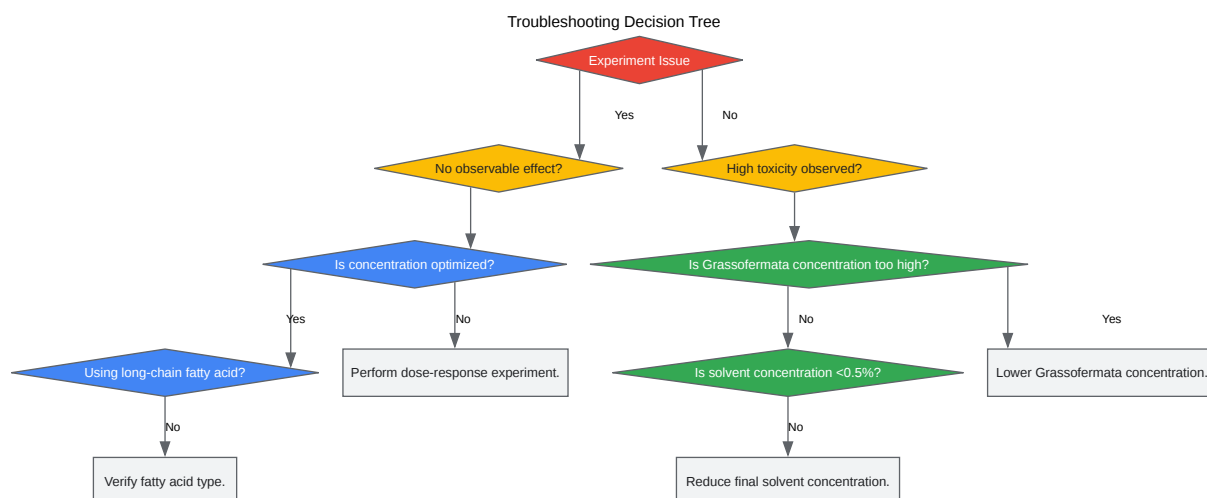 Troubleshooting Decision Tree
Experiment Issue
Yes
No
No observable effect?
High toxicity observed?
Is concentration optimized?
Is Grassofermata concentration too high?
Yes
No
No
Yes
Using long-chain fatty acid?
Perform dose-response experiment.
Is solvent concentration <0.5%?
Lower Grassofermata concentration.
No
No
Verify fatty acid type.
Reduce final solvent concentration.